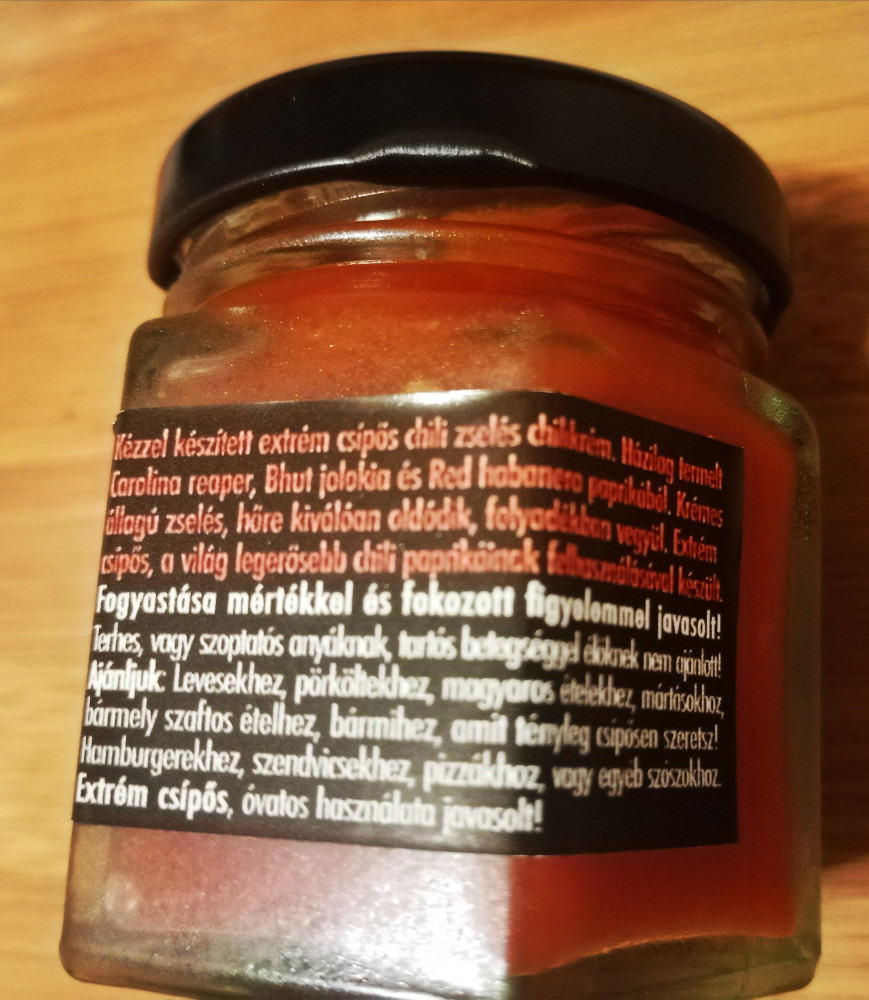 Kézzel készített extrém csípős chili zselés chilikrém. Házilag termelt
Carolina reaper, Bhut jolokia és Red habanero paprikából. Krémes
állagú zselés, hőre kiválóan oldódik, folyadékban vegyül. Extrém
csípős, a világ legerősebb chili paprikáinak felhasználásával készült.
Fogyastása mértékkel és fokozott figyelemmel javasolt!
Terhes, vagy szoptatós anyáknak, tartós betegséggel élőknek nem ajánlott!
Ajánljuk: Levesekhez, pörköltekhez, magyaros ételekhez, mártásokhoz,
bármely szaftos ételhez, bármihez, amit tényleg csípősen szeretsz!
Hamburgerekhez, szendvicsekhez, pizzákhoz, vagy egyéb szószokhoz.
Extrém csípős, óvatos használata javasolt!